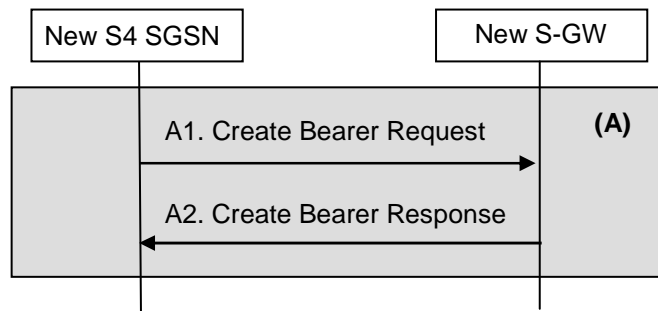 New S4 SGSN
New S-GW
(A)
A1. Create Bearer Request
A2. Create Bearer Response